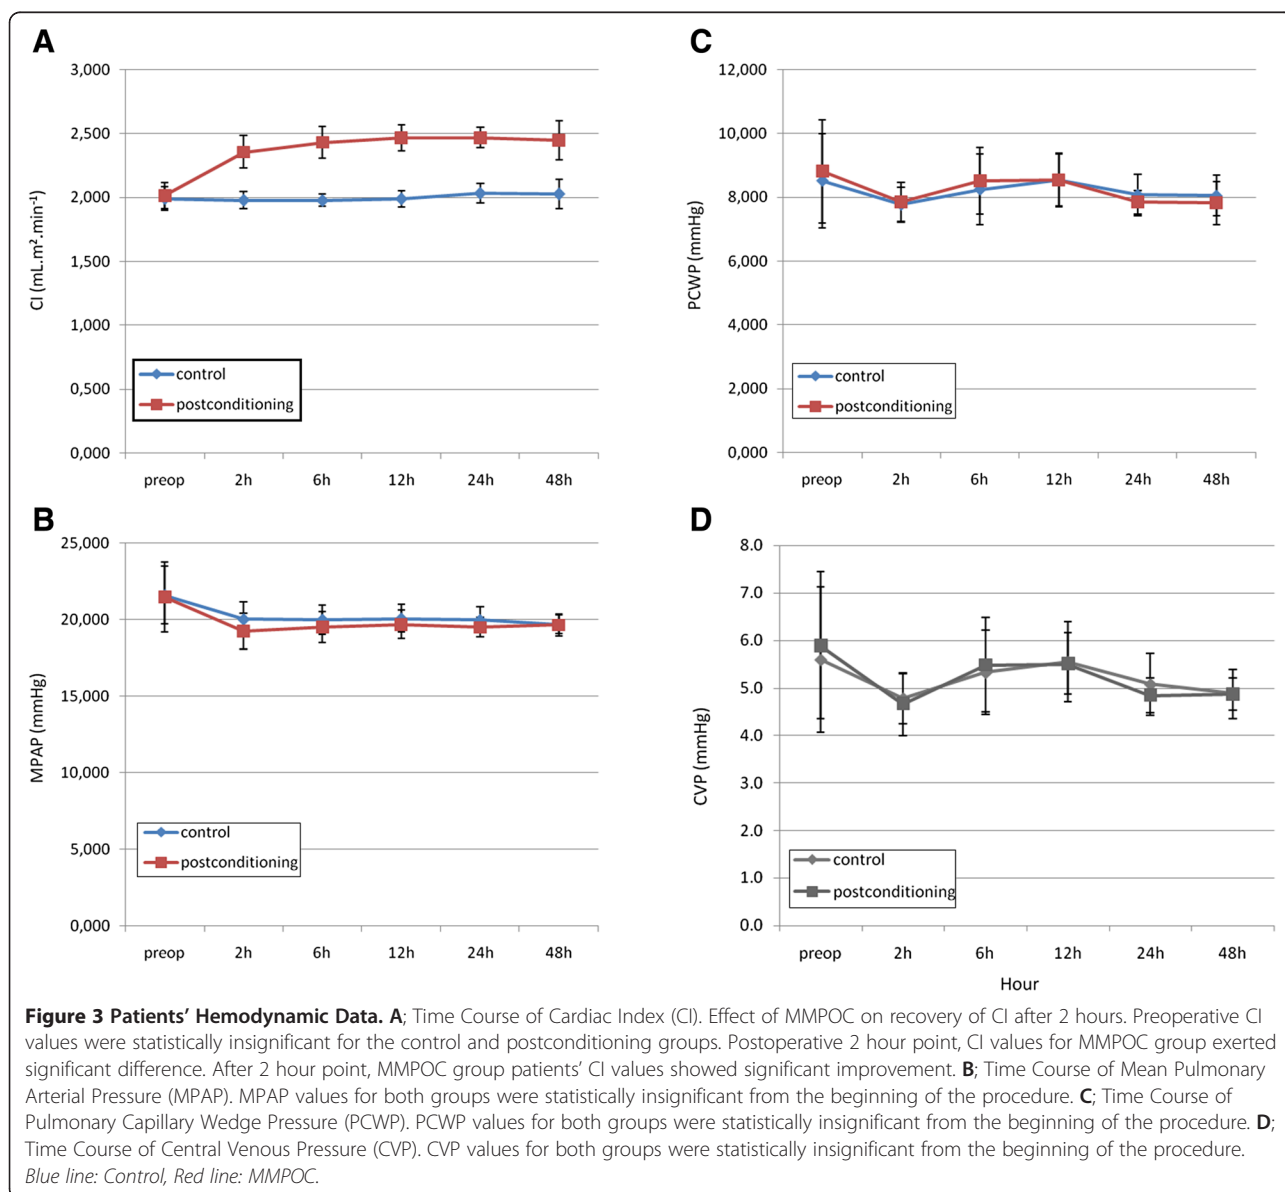 A
3,000
2,500
2,000
1,500
1,000
0,500
0,000
CI (mL.m².min⁻¹)
control
postconditioning
preop 2h 6h 12h 24h 48h
B
25,000
20,000
15,000
10,000
5,000
0,000
MPAP (mmHg)
control
postconditioning
preop 2h 6h 12h 24h 48h
C
12,000
10,000
8,000
6,000
4,000
2,000
0,000
PCWP (mmHg)
control
postconditioning
preop 2h 6h 12h 24h 48h
D
8.0
7.0
6.0
5.0
4.0
3.0
2.0
1.0
0.0
CVP (mmHg)
control
postconditioning
preop 2h 6h 12h 24h 48h
Hour
Figure 3 Patients’ Hemodynamic Data. A; Time Course of Cardiac Index (CI). Effect of MMPOC on recovery of CI after 2 hours. Preoperative CI
values were statistically insignificant for the control and postconditioning groups. Postoperative 2 hour point, CI values for MMPOC group exerted
significant difference. After 2 hour point, MMPOC group patients’ CI values showed significant improvement. B; Time Course of Mean Pulmonary
Arterial Pressure (MPAP). MPAP values for both groups were statistically insignificant from the beginning of the procedure. C; Time Course of
Pulmonary Capillary Wedge Pressure (PCWP). PCWP values for both groups were statistically insignificant from the beginning of the procedure. D;
Time Course of Central Venous Pressure (CVP). CVP values for both groups were statistically insignificant from the beginning of the procedure.
Blue line: Control, Red line: MMPOC.